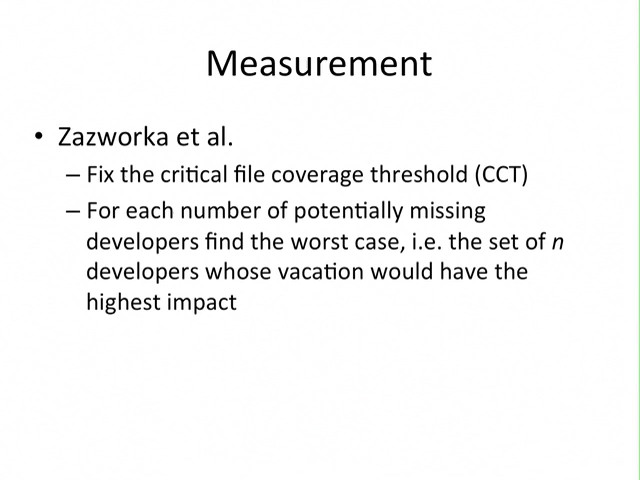 Measurement
• Zazworka et al.
– Fix the critical file coverage threshold (CCT)
– For each number of potentially missing
developers find the worst case, i.e. the set of n
developers whose vacation would have the
highest impact